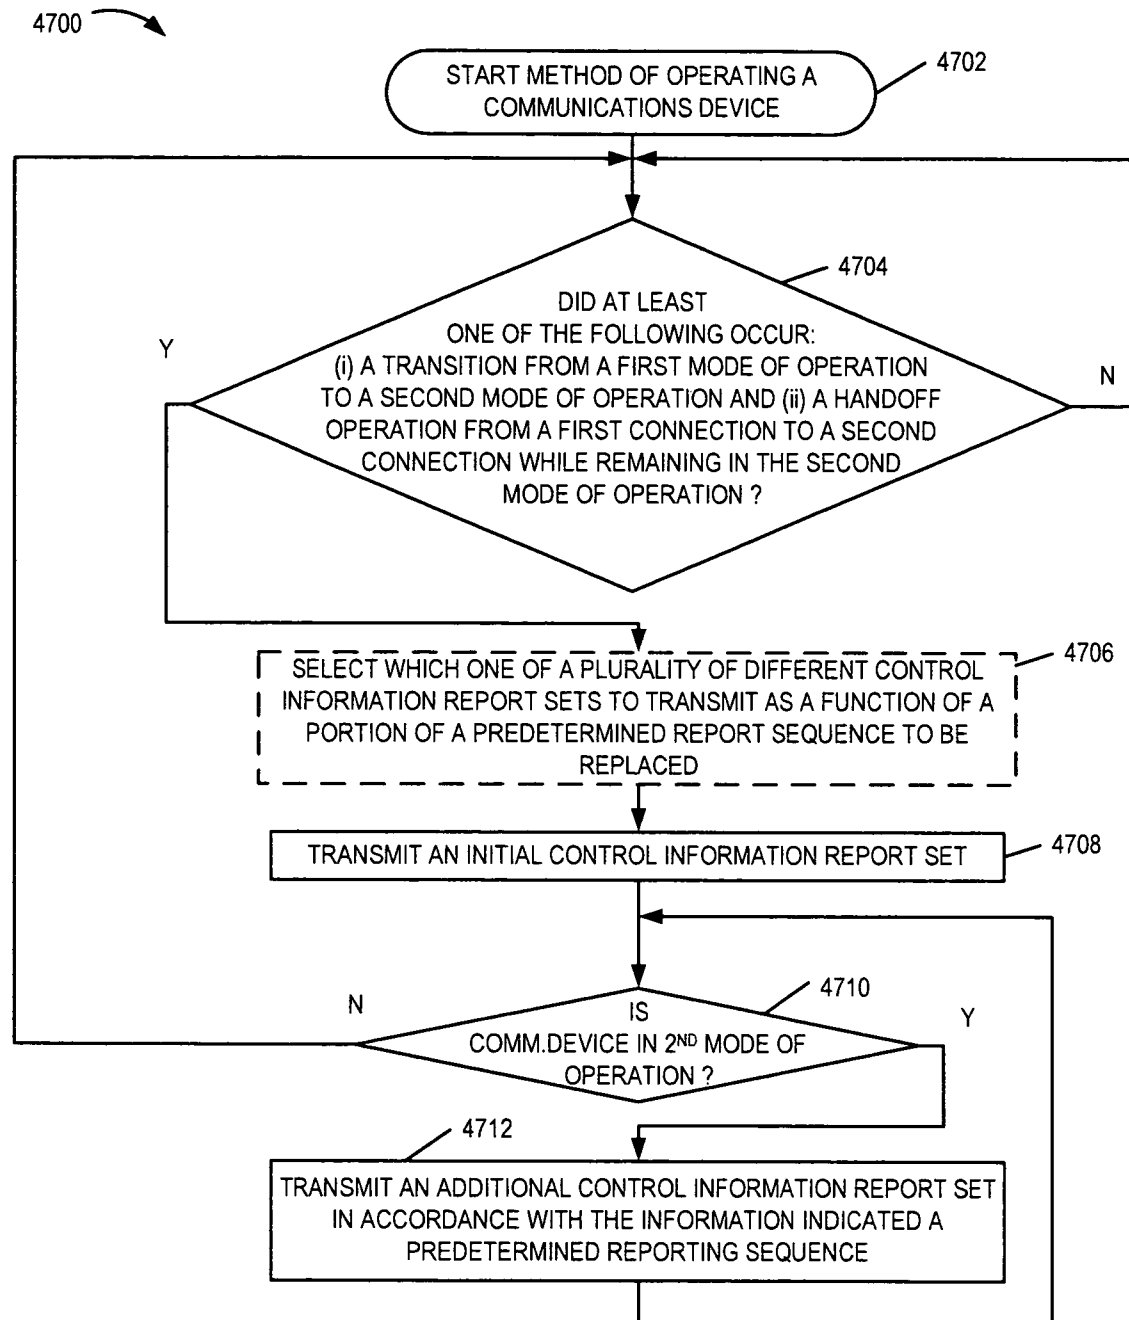 4700
START METHOD OF OPERATING A
COMMUNICATIONS DEVICE
4702
4704
DID AT LEAST
ONE OF THE FOLLOWING OCCUR:
(i) A TRANSITION FROM A FIRST MODE OF OPERATION
TO A SECOND MODE OF OPERATION AND (ii) A HANDOFF
OPERATION FROM A FIRST CONNECTION TO A SECOND
CONNECTION WHILE REMAINING IN THE SECOND
MODE OF OPERATION ?
Y
N
4706
SELECT WHICH ONE OF A PLURALITY OF DIFFERENT CONTROL
INFORMATION REPORT SETS TO TRANSMIT AS A FUNCTION OF A
PORTION OF A PREDETERMINED REPORT SEQUENCE TO BE
REPLACED
TRANSMIT AN INITIAL CONTROL INFORMATION REPORT SET
4708
4710
N
IS
COMM.DEVICE IN 2ND MODE OF
OPERATION ?
Y
4712
TRANSMIT AN ADDITIONAL CONTROL INFORMATION REPORT SET
IN ACCORDANCE WITH THE INFORMATION INDICATED A
PREDETERMINED REPORTING SEQUENCE